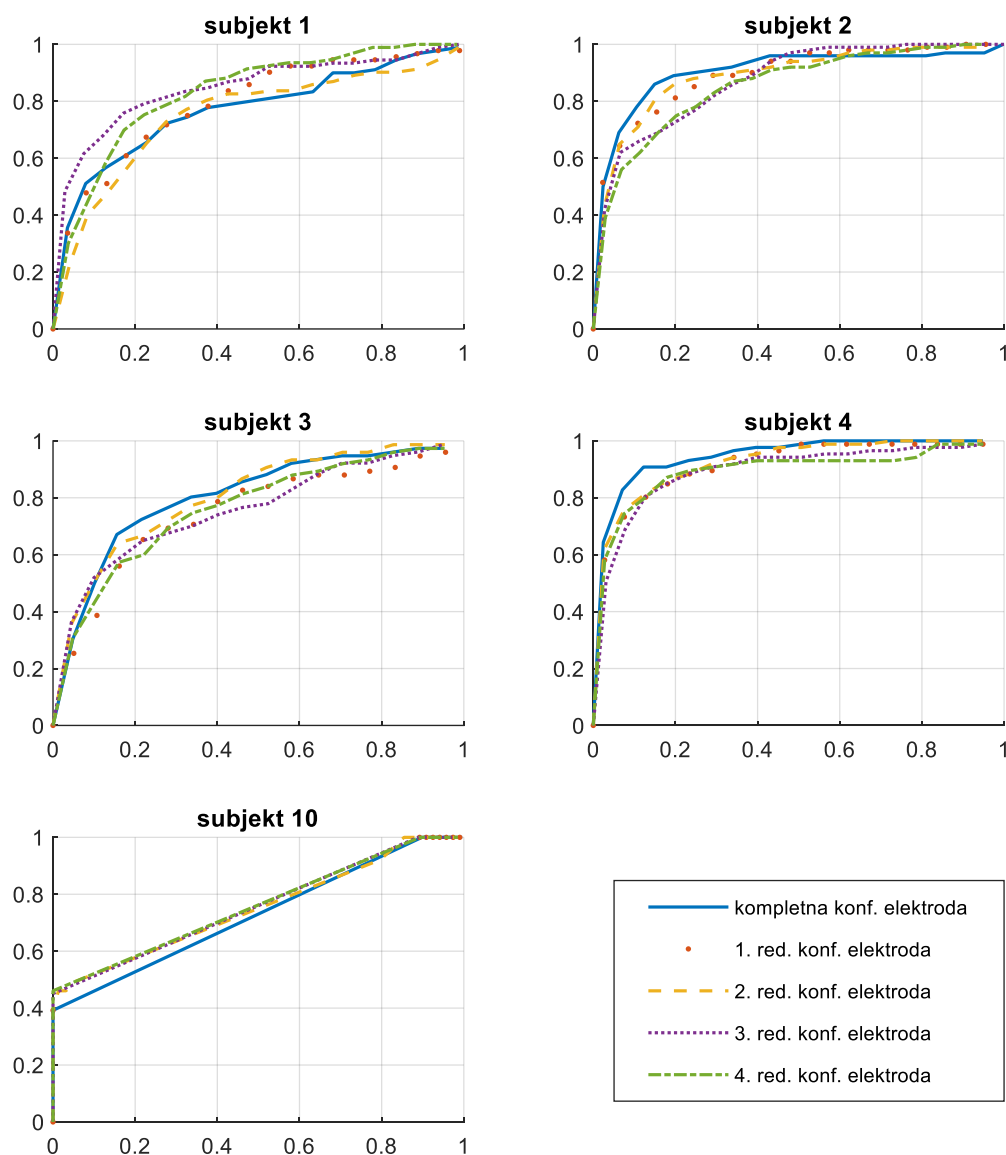 subjekt 1
1
0.8
0.6
0.4
0.2
0
0 0.2 0.4 0.6 0.8 1
subjekt 2
1
0.8
0.6
0.4
0.2
0
0 0.2 0.4 0.6 0.8 1
subjekt 3
1
0.8
0.6
0.4
0.2
0
0 0.2 0.4 0.6 0.8 1
subjekt 4
1
0.8
0.6
0.4
0.2
0
0 0.2 0.4 0.6 0.8 1
subjekt 10
1
0.8
0.6
0.4
0.2
0
0 0.2 0.4 0.6 0.8 1
kompletna konf. elektroda
1. red. konf. elektroda
2. red. konf. elektroda
3. red. konf. elektroda
4. red. konf. elektroda